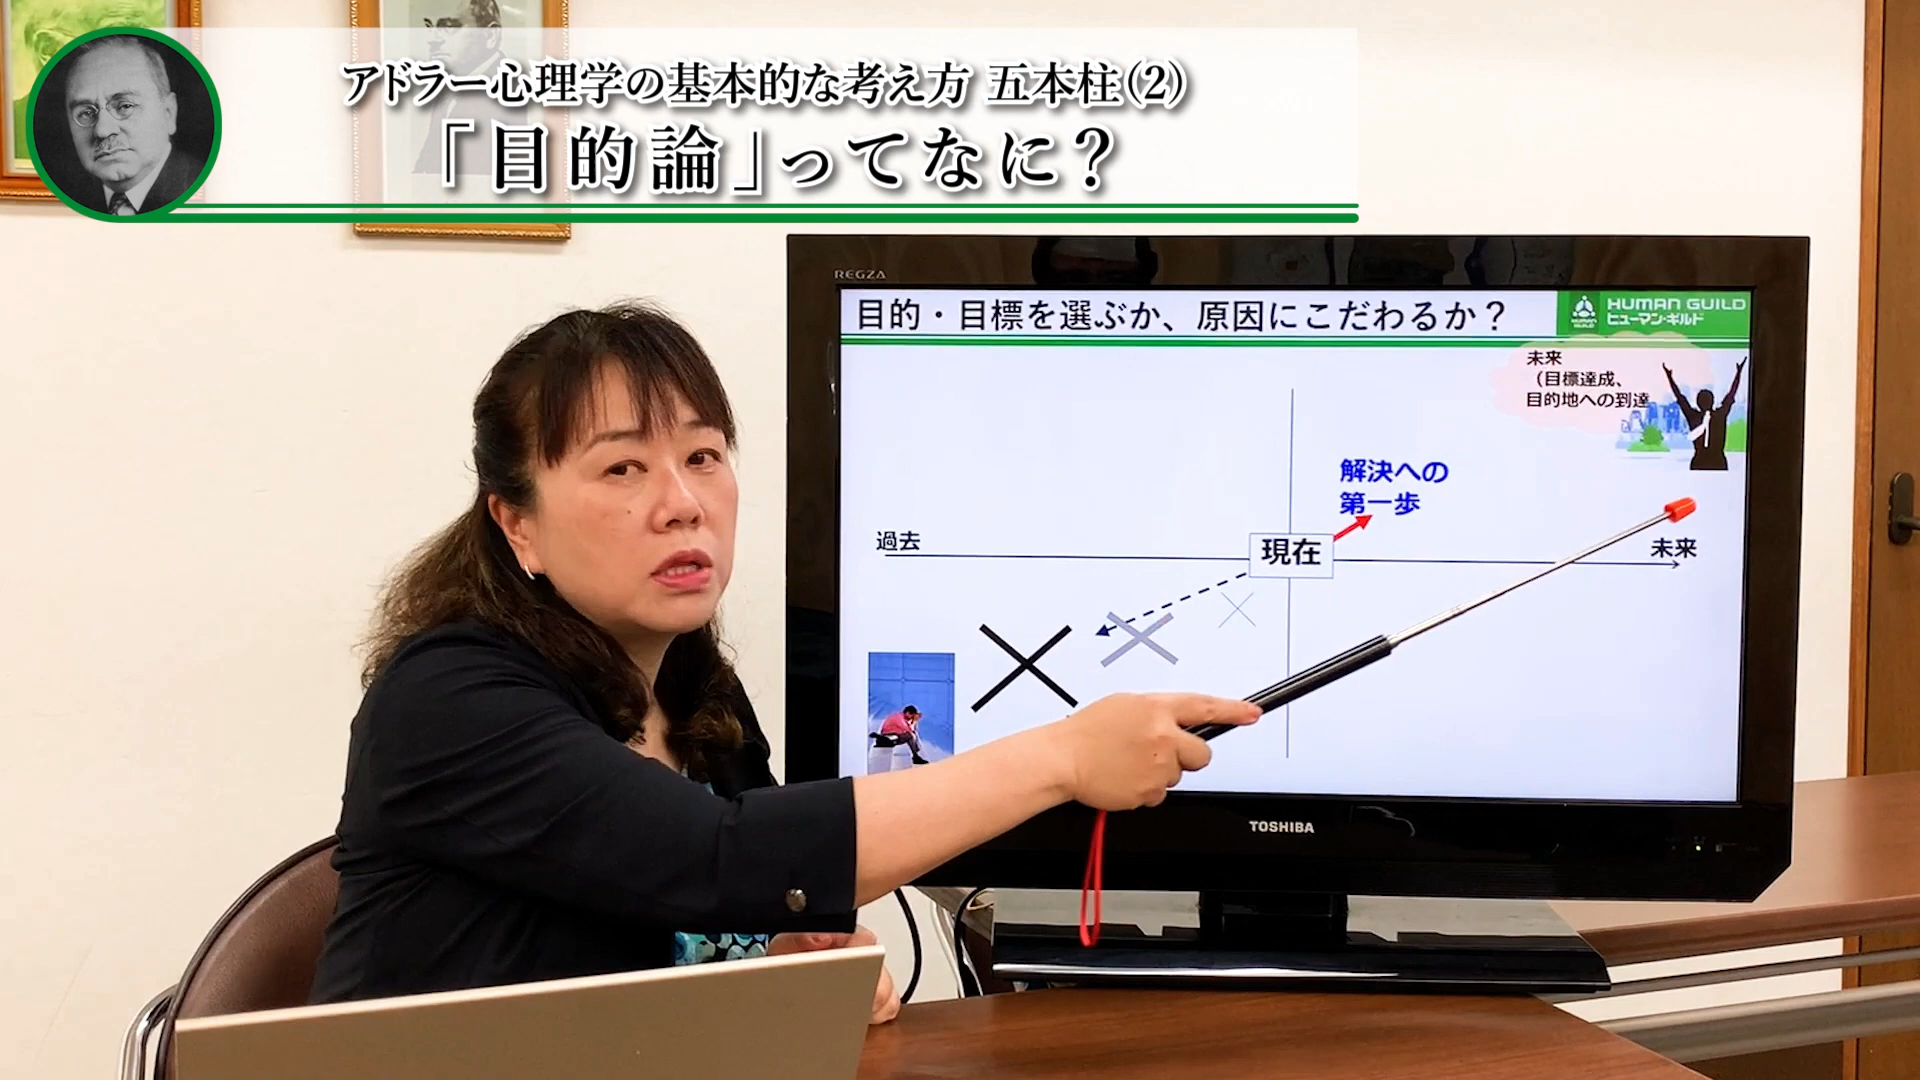 アドラー心理学の基本的な考え方 五本柱(2)
「目的論」ってなに？
REGZA
目的・目標を選ぶか、原因にこだわるか？
HUMAN GUILD
HUMAN GUILD
ヒューマン・ギルド
未来
(目標達成、
目的地への到達
解決への
第一歩
過去
現在
未来
TOSHIBA